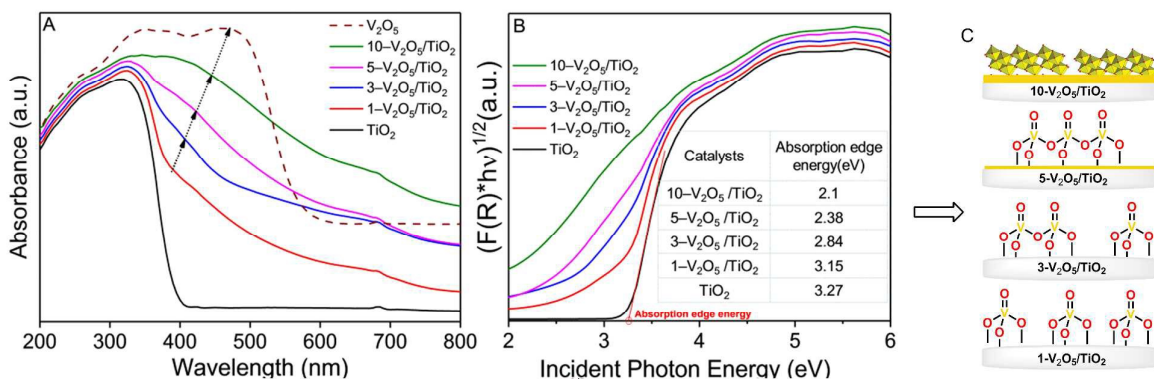 A
V₂O₅
10–V₂O₅/TiO₂
5–V₂O₅/TiO₂
3–V₂O₅/TiO₂
1–V₂O₅/TiO₂
TiO₂
Absorbance (a.u.)
200 300 400 500 600 700 800
Wavelength (nm)
B
10–V₂O₅/TiO₂
5–V₂O₅/TiO₂
3–V₂O₅/TiO₂
1–V₂O₅/TiO₂
TiO₂
(F(R)*hν)^1/2(a.u.)
Catalysts Absorption edge
energy(eV)
10–V₂O₅ /TiO₂ 2.1
5–V₂O₅ /TiO₂ 2.38
3–V₂O₅ /TiO₂ 2.84
1–V₂O₅ /TiO₂ 3.15
TiO₂ 3.27
Absorption edge energy
2 3 4 5 6
Incident Photon Energy (eV)
C
10-V₂O₅/TiO₂
O O O
V V V
O O O O
O O O
5-V₂O₅/TiO₂
O O O
V V V
O O O O O
O O O
3-V₂O₅/TiO₂
O O O
V V V
O O O O O O
O O O
1-V₂O₅/TiO₂